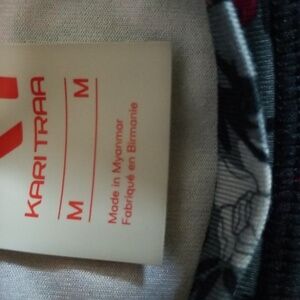 KARI TRAA
M M
Made in Myanmar
Fabriqué en Birmanie